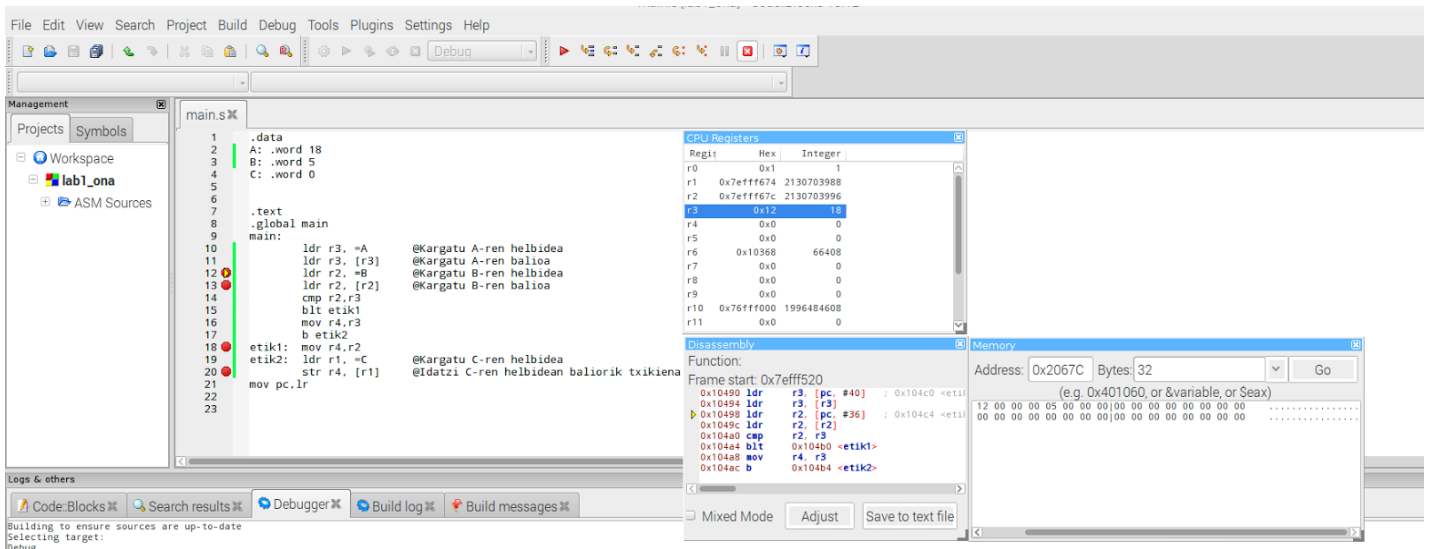 File Edit View Search Project Build Debug Tools Plugins Settings Help
Debug
Management
Projects Symbols
Workspace
lab1_ona
ASM Sources
main.s
1 .data
2 A: .word 18
3 B: .word 5
4 C: .word 0
5
6
7 .text
8 .global main
9 main:
10 ldr r3, =A @Kargatu A-ren helbidea
11 ldr r3, [r3] @Kargatu A-ren balioa
12 ldr r2, =B @Kargatu B-ren helbidea
13 ldr r2, [r2] @Kargatu B-ren balioa
14 cmp r2,r3
15 blt etik1
16 mov r4,r3
17 b etik2
18 etik1: mov r4,r2
19 etik2: ldr r1, =C @Kargatu C-ren helbidea
20 str r4, [r1] @Idatzi C-ren helbidean baliorik txikiena
21 mov pc,lr
22
23
CPU Registers
Regis Hex Integer
r0 0x1 1
r1 0x7efff674 2130703988
r2 0x7efff67c 2130703996
r3 0x12 18
r4 0x0 0
r5 0x0 0
r6 0x10368 66408
r7 0x0 0
r8 0x0 0
r9 0x0 0
r10 0x76fff000 1996484608
r11 0x0 0
Disassembly
Function:
Frame start: 0x7efff520
0x10490 ldr r3, [pc, #40] ; 0x104c0 <etik
0x10494 ldr r3, [r3]
0x10498 ldr r2, [pc, #36] ; 0x104c4 <etik
0x1049c ldr r2, [r2]
0x104a0 cmp r2, r3
0x104a4 blt 0x104b0 <etik1>
0x104a8 mov r4, r3
0x104ac b 0x104b4 <etik2>
Mixed Mode Adjust Save to text file
Memory
Address: 0x2067C Bytes: 32 Go
(e.g. 0x401060, or &variable, or $eax)
12 00 00 00 05 00 00 00|00 00 00 00 00 00 00 00 ................
00 00 00 00 00 00 00 00|00 00 00 00 00 00 00 00 ................
Logs & others
Code::Blocks Search results Debugger Build log Build messages
Building to ensure sources are up-to-date
Selecting target:
Debug